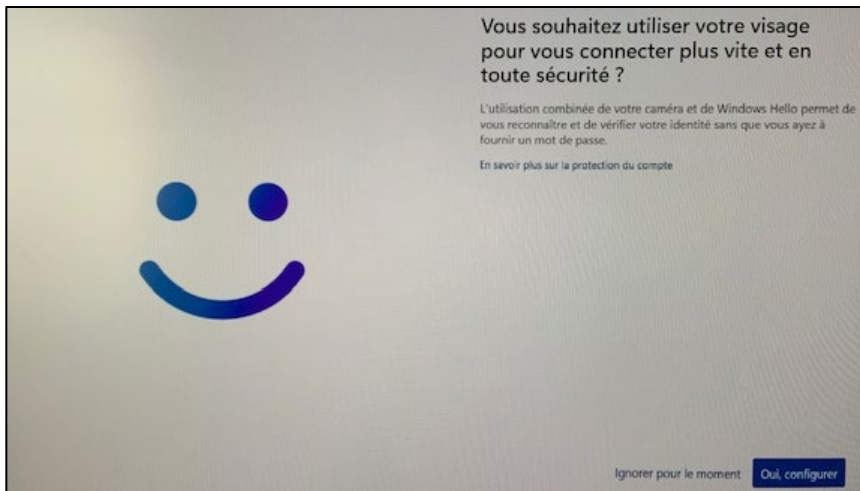 Vous souhaitez utiliser votre visage
pour vous connecter plus vite et en
toute sécurité ?
L'utilisation combinée de votre caméra et de Windows Hello permet de
vous reconnaître et de vérifier votre identité sans que vous ayez à
fournir un mot de passe.
En savoir plus sur la protection du compte
Ignorer pour le moment
Oui, configurer